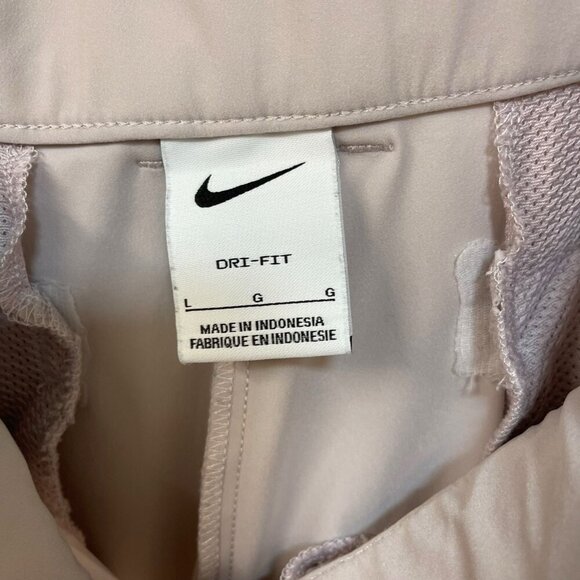 DRI-FIT
L G G
MADE IN INDONESIA
FABRIQUE EN INDONESIE